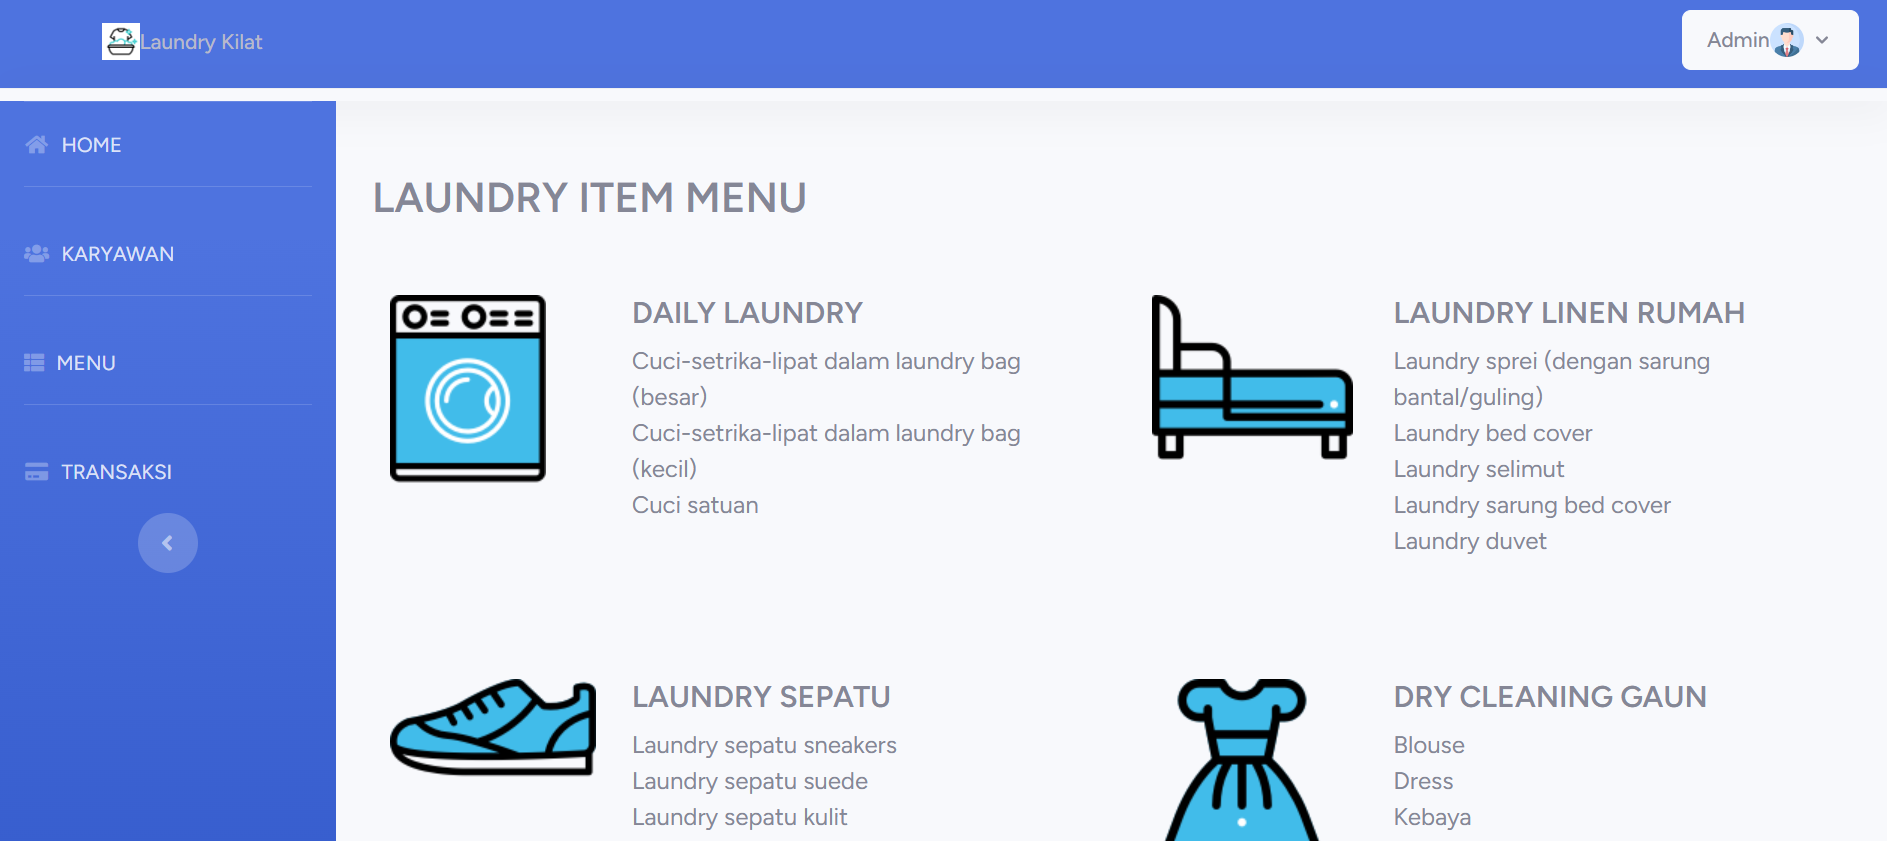 Laundry Kilat
Admin
HOME
KARYAWAN
MENU
TRANSAKSI
LAUNDRY ITEM MENU
DAILY LAUNDRY
Cuci-setrika-lipat dalam laundry bag
(besar)
Cuci-setrika-lipat dalam laundry bag
(kecil)
Cuci satuan
LAUNDRY LINEN RUMAH
Laundry sprei (dengan sarung
bantal/guling)
Laundry bed cover
Laundry selimut
Laundry sarung bed cover
Laundry duvet
LAUNDRY SEPATU
Laundry sepatu sneakers
Laundry sepatu suede
Laundry sepatu kulit
DRY CLEANING GAUN
Blouse
Dress
Kebaya